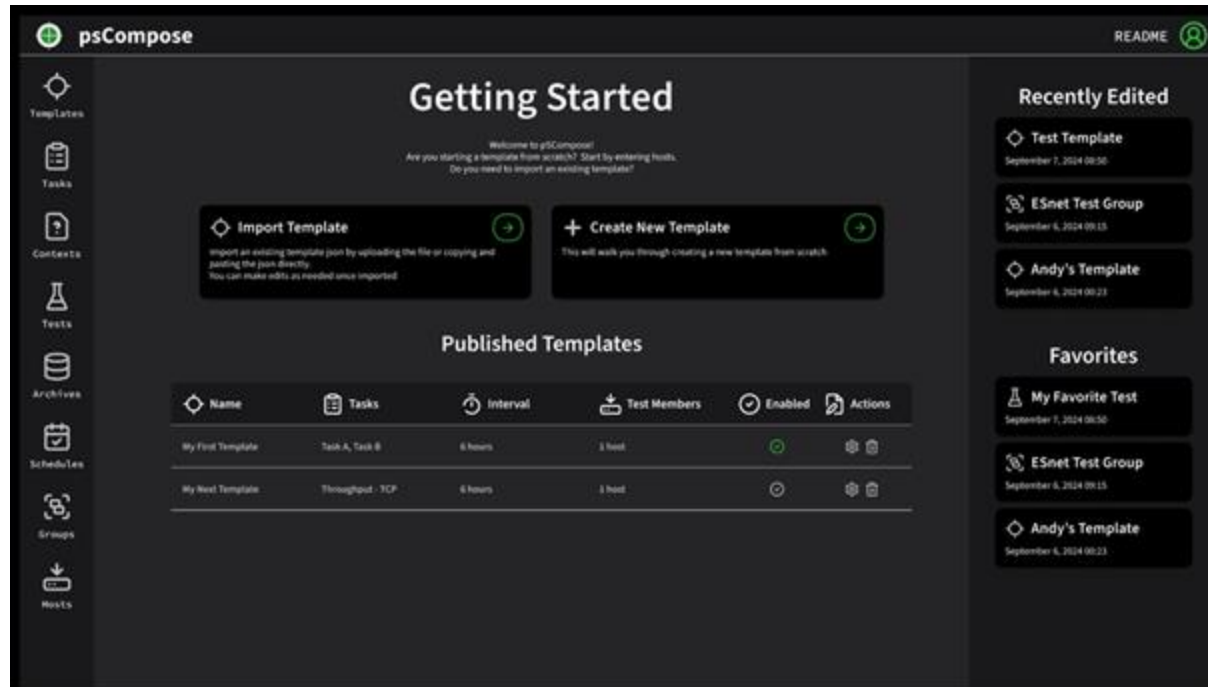 psCompose
README
Templates
Tasks
Contexts
Tests
Archives
Schedules
Groups
Hosts
Getting Started
Welcome to pSCompose!
Are you starting a template from scratch? Start by entering hosts.
Do you need to import an existing template?
Import Template
Import an existing template json by uploading the file or copying and
pasting the json directly.
You can make edits as needed once imported
Create New Template
This will walk you through creating a new template from scratch
Published Templates
Name Tasks Interval Test Members Enabled Actions
My First Template Task A, Task B 6 hours 1 host
My Next Template Throughput - TCP 6 hours 1 host
Recently Edited
Test Template
September 7, 2024 08:50
ESnet Test Group
September 6, 2024 09:15
Andy's Template
September 6, 2024 00:23
Favorites
My Favorite Test
September 7, 2024 08:50
ESnet Test Group
September 6, 2024 09:15
Andy's Template
September 6, 2024 00:23